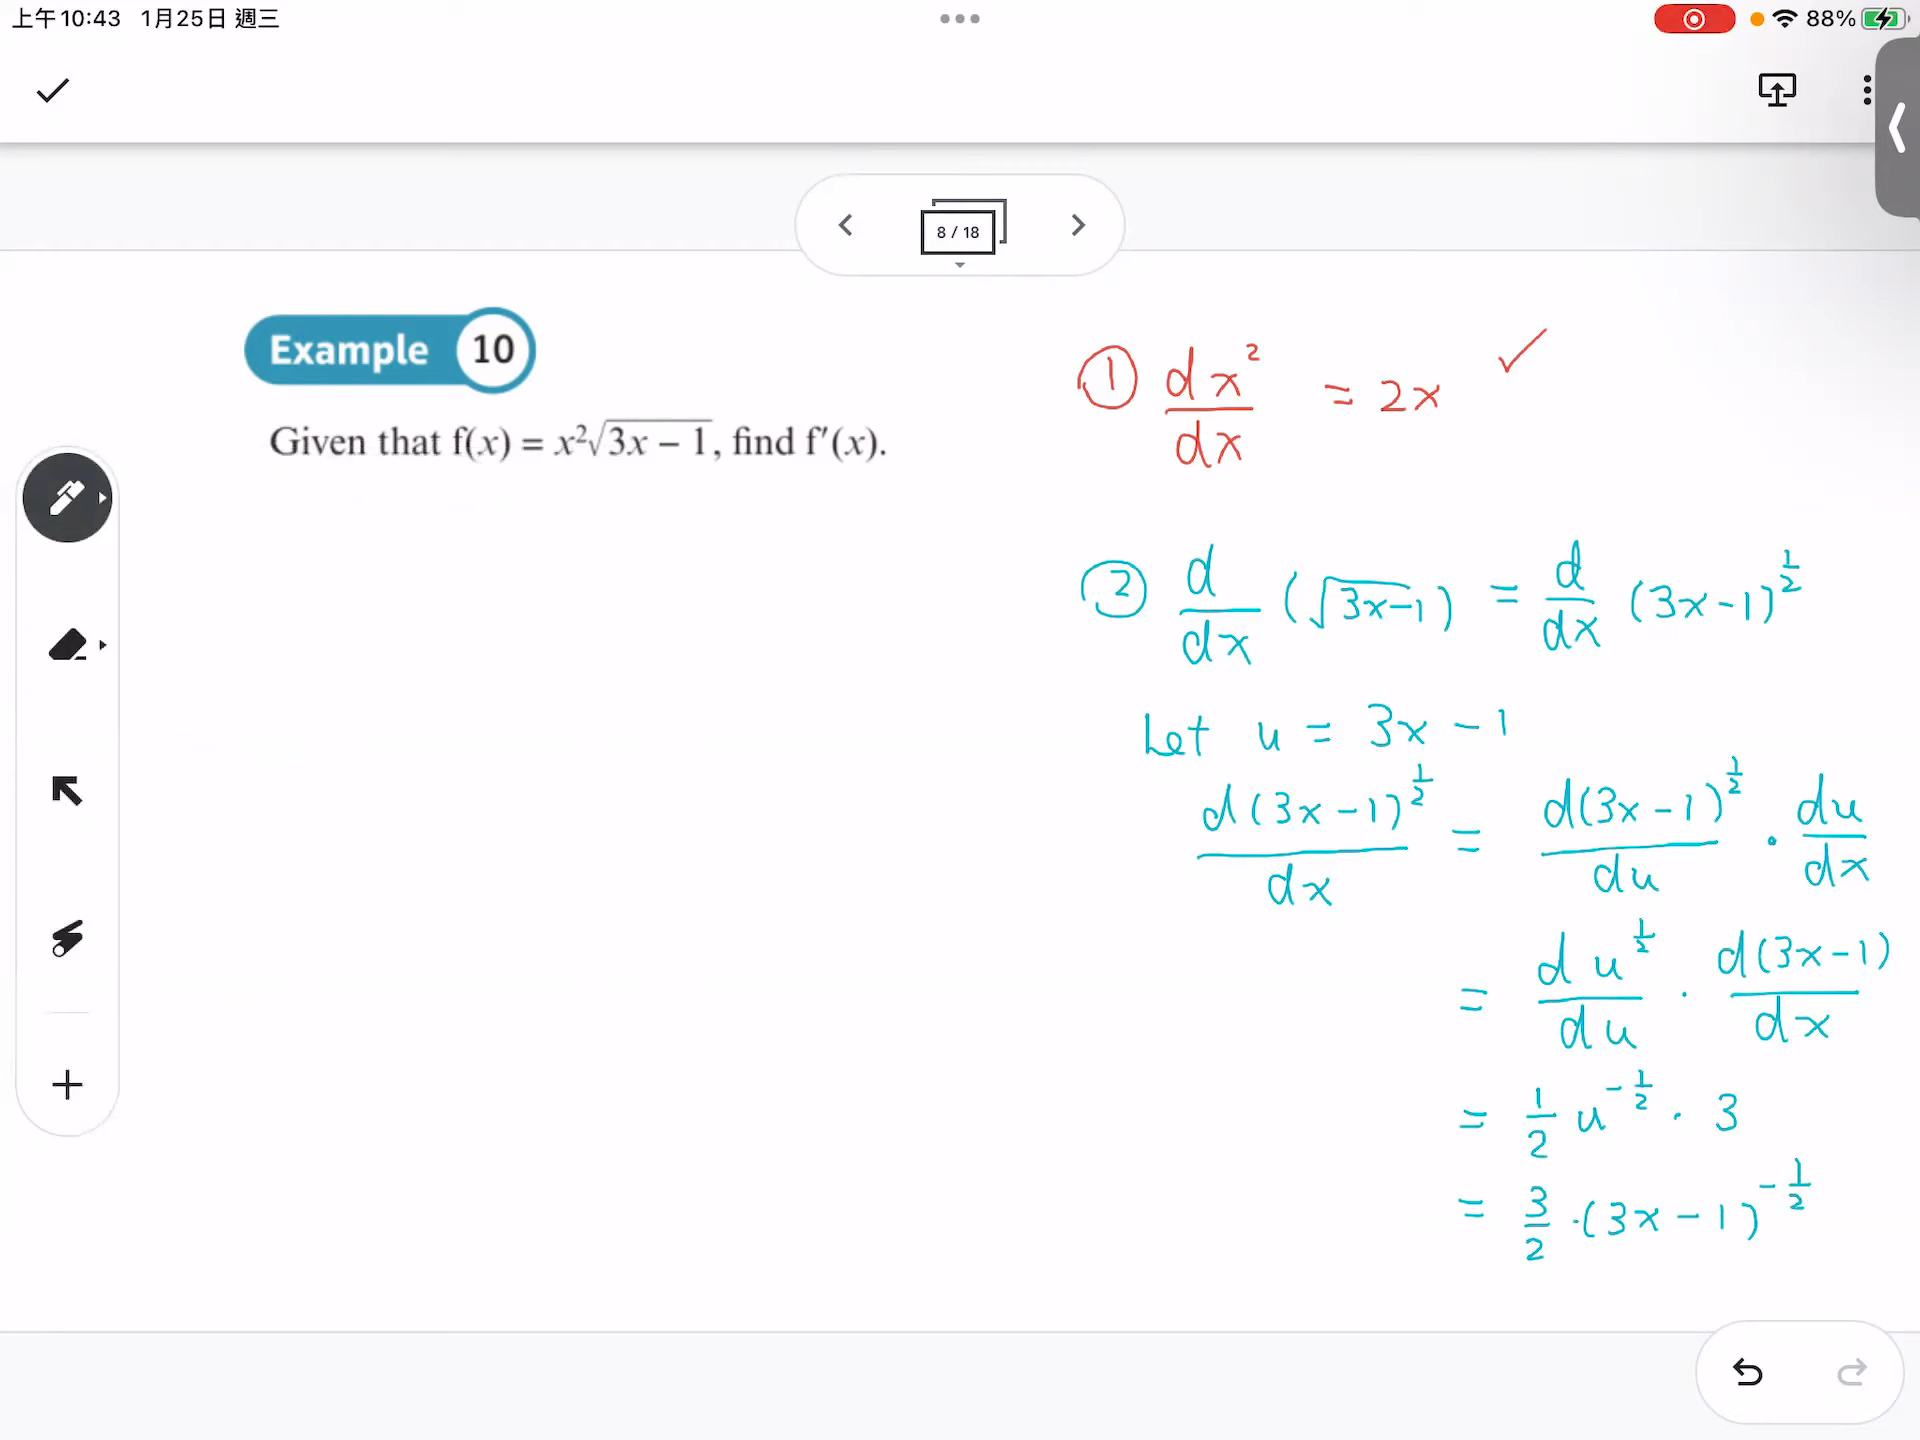 上午10:43 1月25日 週三
88%
8 / 18
Example 10
Given that f(x) = x²√(3x − 1), find f′(x).
① dx²/dx = 2x ✓
② d/dx (√3x-1) = d/dx (3x-1)^½
Let u = 3x - 1
d(3x-1)^½/dx = d(3x-1)^½/du · du/dx
= du^½/du · d(3x-1)/dx
= ½ u^-½ · 3
= 3/2 · (3x-1)^-½